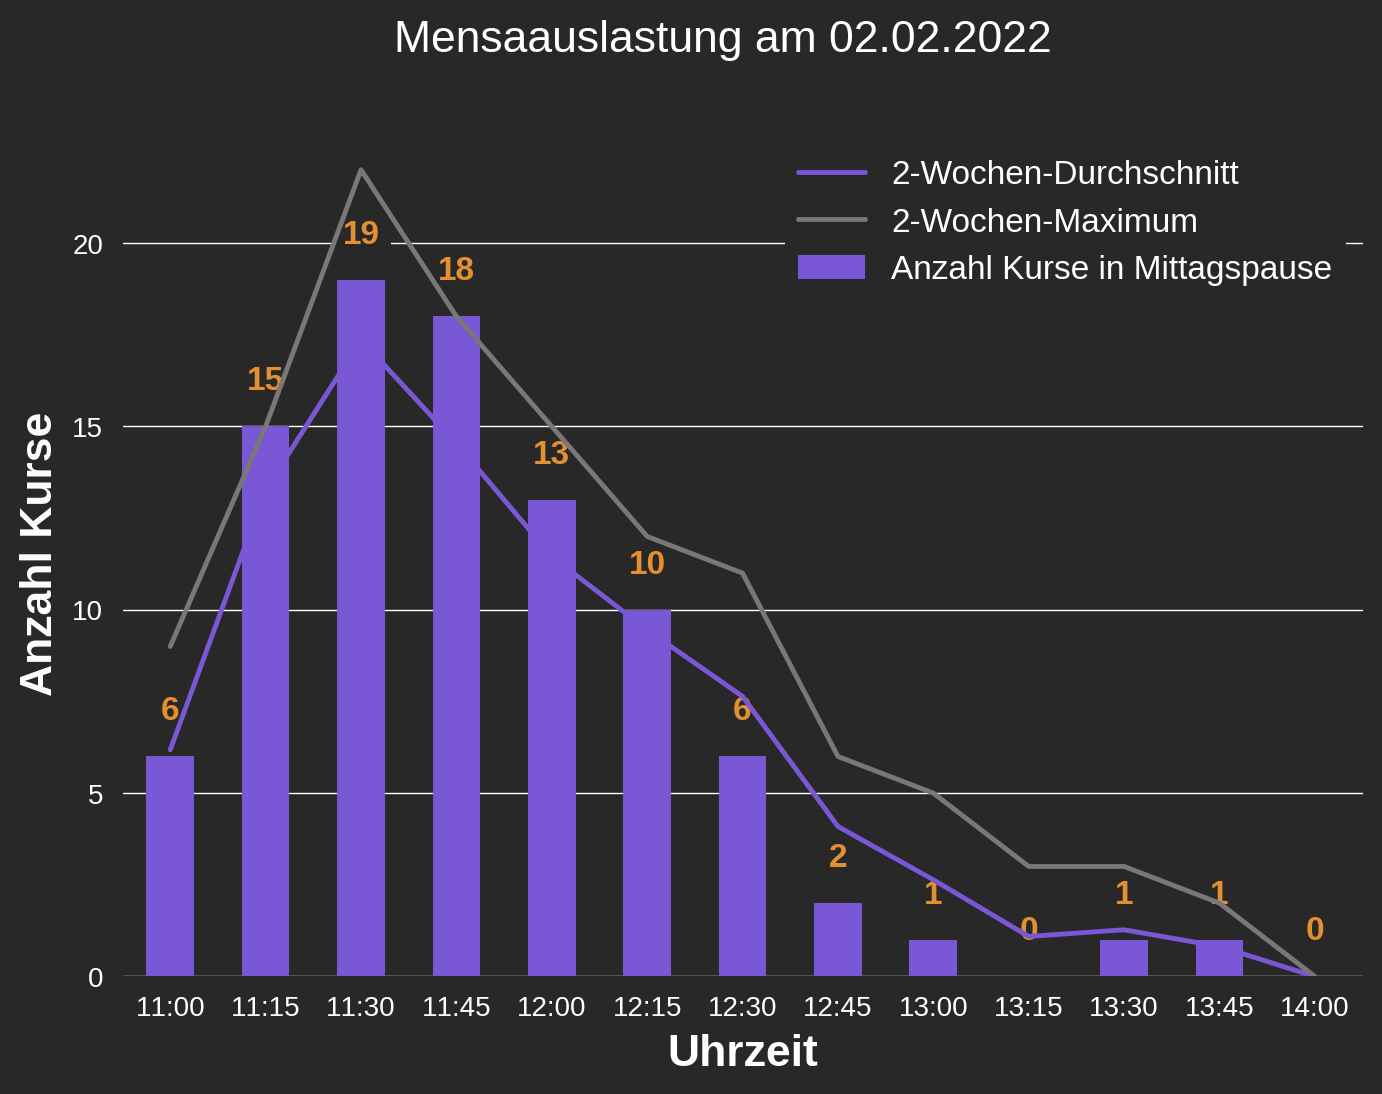 Mensaauslastung am 02.02.2022
2-Wochen-Durchschnitt
2-Wochen-Maximum
Anzahl Kurse in Mittagspause
Anzahl Kurse
20
15
10
5
0
6
15
19
18
13
10
6
2
1
0
1
1
0
11:00 11:15 11:30 11:45 12:00 12:15 12:30 12:45 13:00 13:15 13:30 13:45 14:00
Uhrzeit